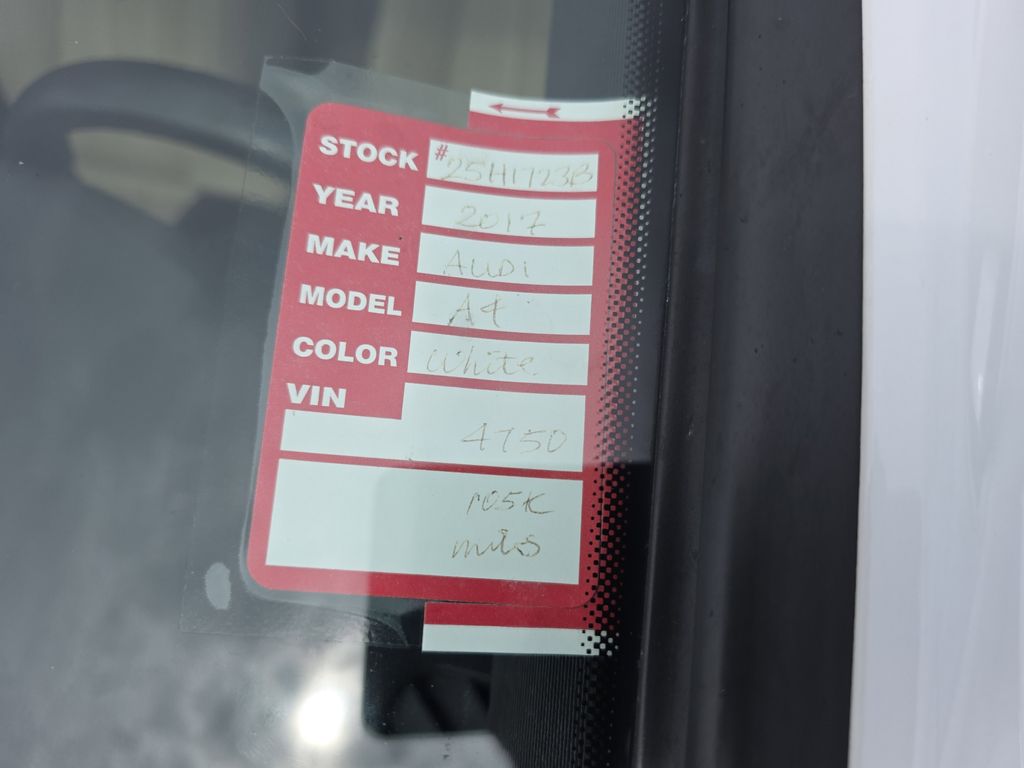 STOCK #25H1723B
YEAR 2017
MAKE AUDI
MODEL A4
COLOR White
VIN
4750
105K
miles